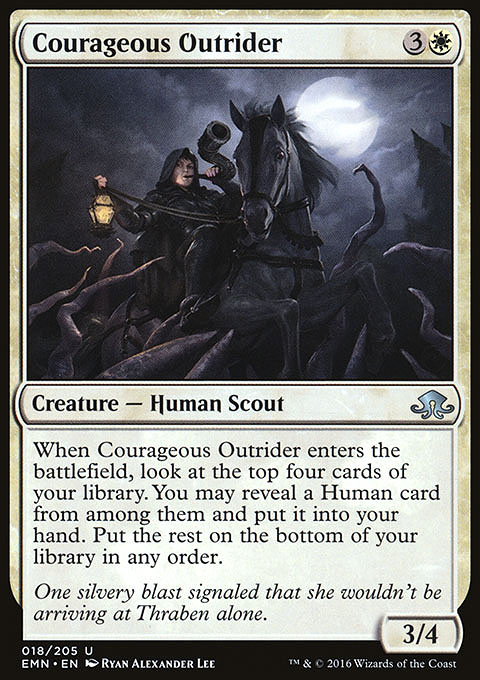 Courageous Outrider 3
Creature — Human Scout
When Courageous Outrider enters the
battlefield, look at the top four cards of
your library. You may reveal a Human card
from among them and put it into your
hand. Put the rest on the bottom of your
library in any order.
One silvery blast signaled that she wouldn't be
arriving at Thraben alone.
3/4
018/205 U
EMN • EN Ryan Alexander Lee ™ & © 2016 Wizards of the Coast